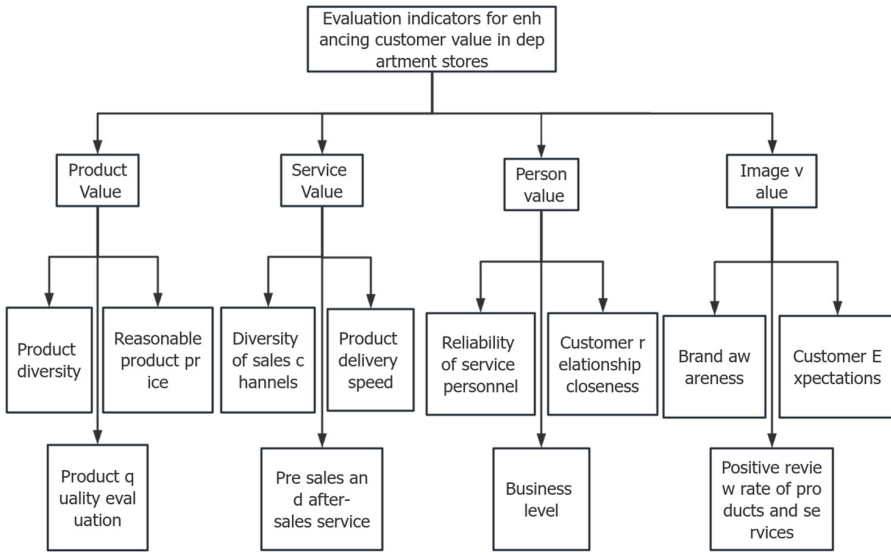 Evaluation indicators for enh
ancing customer value in dep
artment stores
Product
Value
Service
Value
Person
value
Image v
alue
Product
diversity
Reasonable
product pr
ice
Diversity
of sales c
hannels
Product
delivery
speed
Reliability
of service
personnel
Customer r
elationship
closeness
Brand aw
areness
Customer E
xpectations
Product q
uality eval
uation
Pre sales an
d after-
sales service
Business
level
Positive revie
w rate of pro
ducts and se
rvices